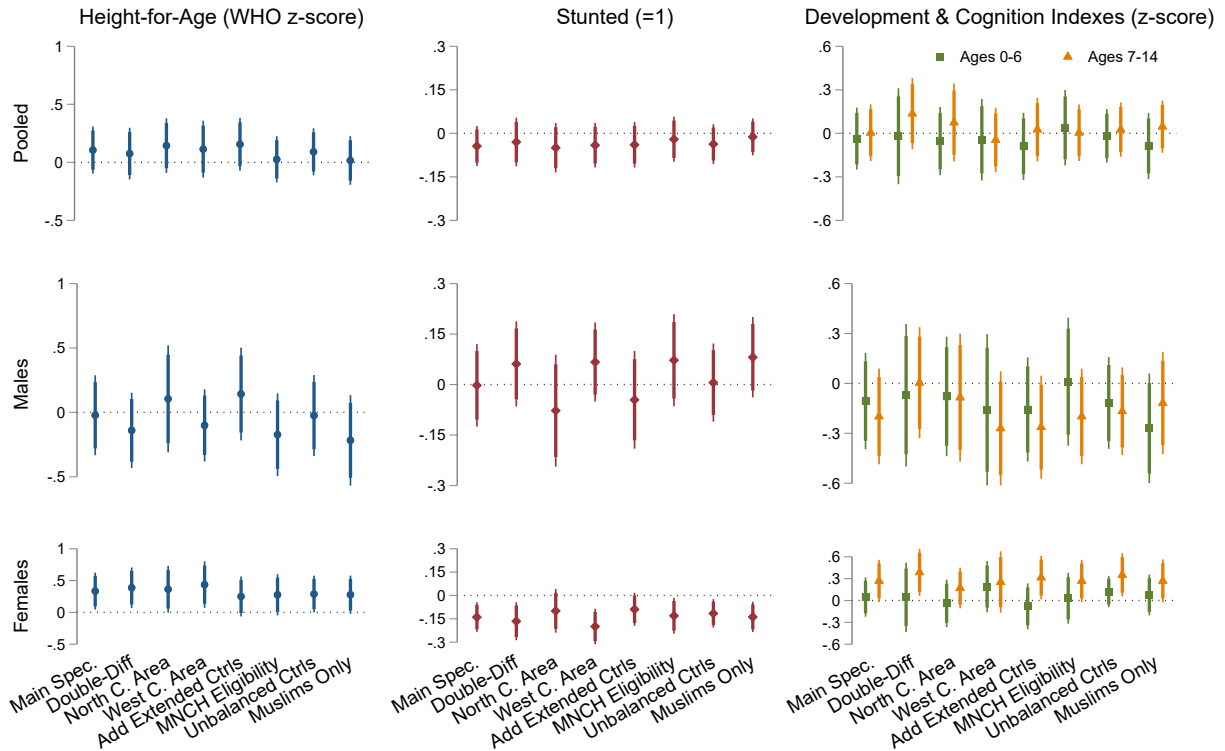 Height-for-Age (WHO z-score)
Stunted (=1)
Development & Cognition Indexes (z-score)
Pooled
1
.5
0
-.5
.3
.15
0
-.15
-.3
.6
.3
0
-.3
-.6
Ages 0-6
Ages 7-14
Males
1
.5
0
-.5
.3
.15
0
-.15
-.3
.6
.3
0
-.3
-.6
Females
1
.5
0
-.5
.3
.15
0
-.15
-.3
.6
.3
0
-.3
-.6
Main Spec.
Double-Diff
North C. Area
West C. Area
Add Extended Ctrls
MNCH Eligibility
Unbalanced Ctrls
Muslims Only
Main Spec.
Double-Diff
North C. Area
West C. Area
Add Extended Ctrls
MNCH Eligibility
Unbalanced Ctrls
Muslims Only
Main Spec.
Double-Diff
North C. Area
West C. Area
Add Extended Ctrls
MNCH Eligibility
Unbalanced Ctrls
Muslims Only